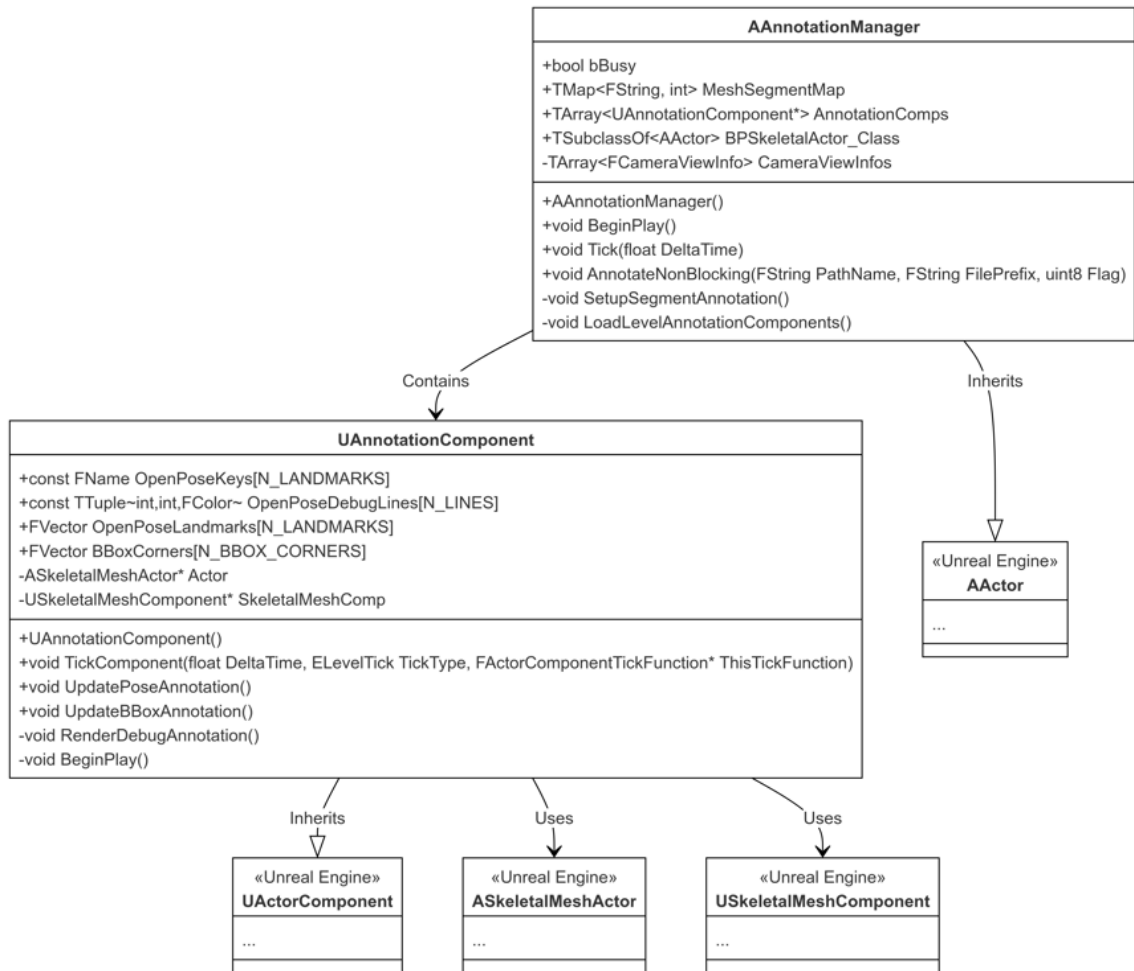 AAnnotationManager
+bool bBusy
+TMap<FString, int> MeshSegmentMap
+TArray<UAnnotationComponent*> AnnotationComps
+TSubclassOf<AActor> BPSkeletalActor_Class
-TArray<FCameraViewInfo> CameraViewInfos
+AAnnotationManager()
+void BeginPlay()
+void Tick(float DeltaTime)
+void AnnotateNonBlocking(FString PathName, FString FilePrefix, uint8 Flag)
-void SetupSegmentAnnotation()
-void LoadLevelAnnotationComponents()
Contains
Inherits
UAnnotationComponent
+const FName OpenPoseKeys[N_LANDMARKS]
+const TTuple~int,int,FColor~ OpenPoseDebugLines[N_LINES]
+FVector OpenPoseLandmarks[N_LANDMARKS]
+FVector BBoxCorners[N_BBOX_CORNERS]
-ASkeletalMeshActor* Actor
-USkeletalMeshComponent* SkeletalMeshComp
+UAnnotationComponent()
+void TickComponent(float DeltaTime, ELevelTick TickType, FActorComponentTickFunction* ThisTickFunction)
+void UpdatePoseAnnotation()
+void UpdateBBoxAnnotation()
-void RenderDebugAnnotation()
-void BeginPlay()
«Unreal Engine»
AActor
...
Inherits
Uses
Uses
«Unreal Engine»
UActorComponent
...
«Unreal Engine»
ASkeletalMeshActor
...
«Unreal Engine»
USkeletalMeshComponent
...